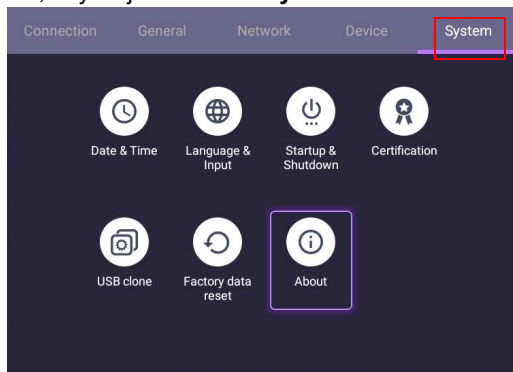 Connection General Network Device System
Date & Time Language & Input Startup & Shutdown Certification
USB clone Factory data reset About